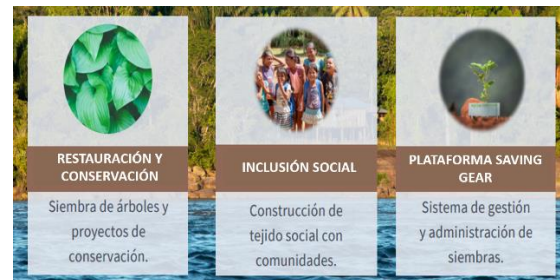 RESTAURACIÓN Y
CONSERVACIÓN
Siembra de árboles y
proyectos de
conservación.
INCLUSIÓN SOCIAL
Construcción de
tejido social con
comunidades.
PLATAFORMA SAVING
GEAR
Sistema de gestión
y administración de
siembras.